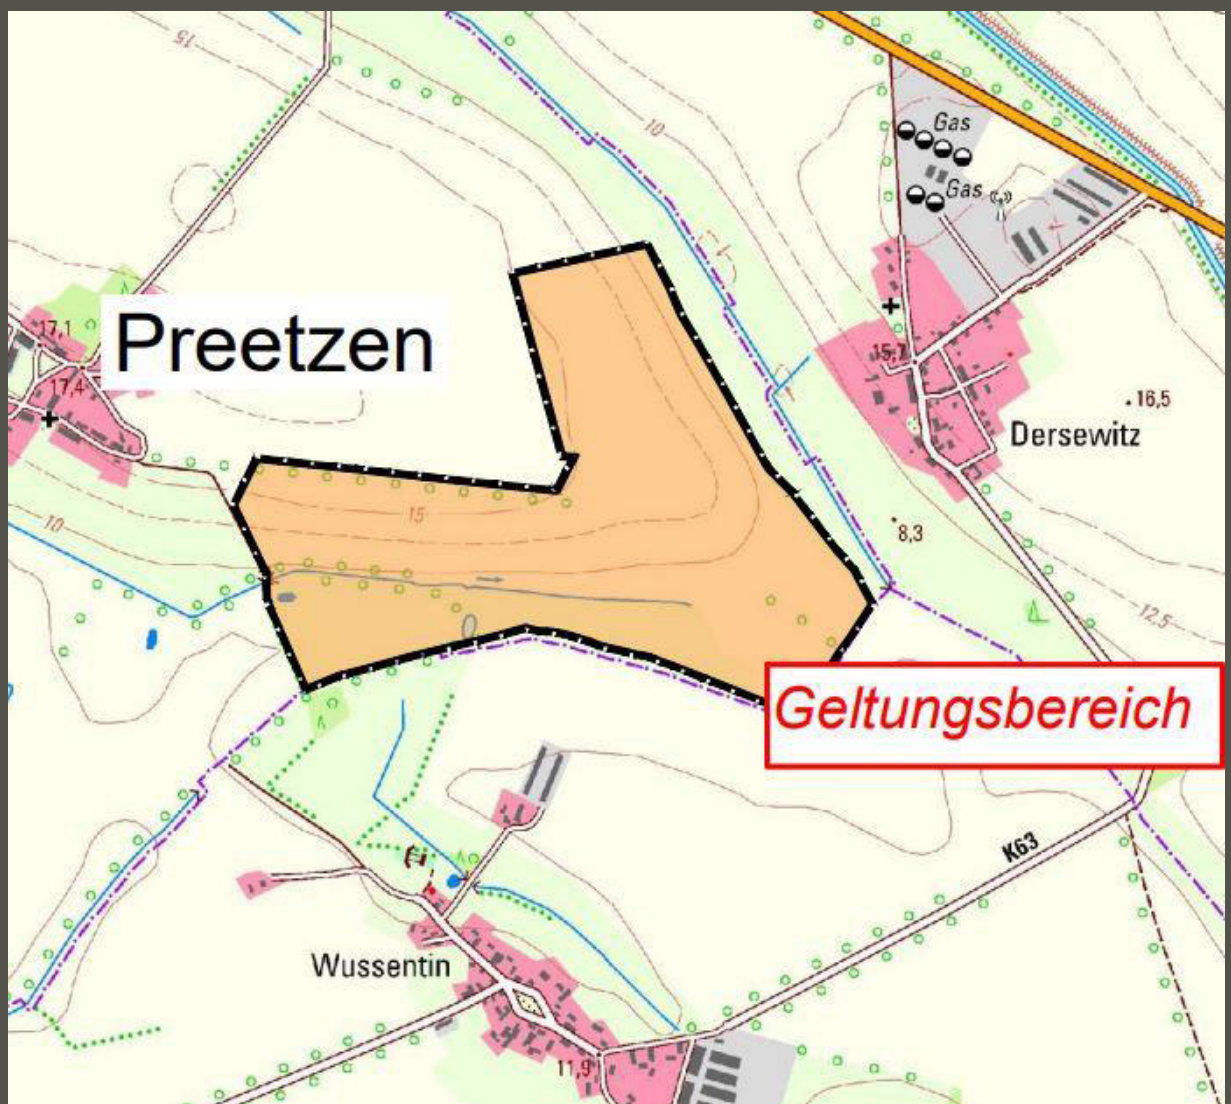 15
10
Gas
Gas
17,1
Preetzen
15,7
17,4
16,5
Dersewitz
15
10
8,3
12,5
Geltungsbereich
K63
Wussentin
11,9